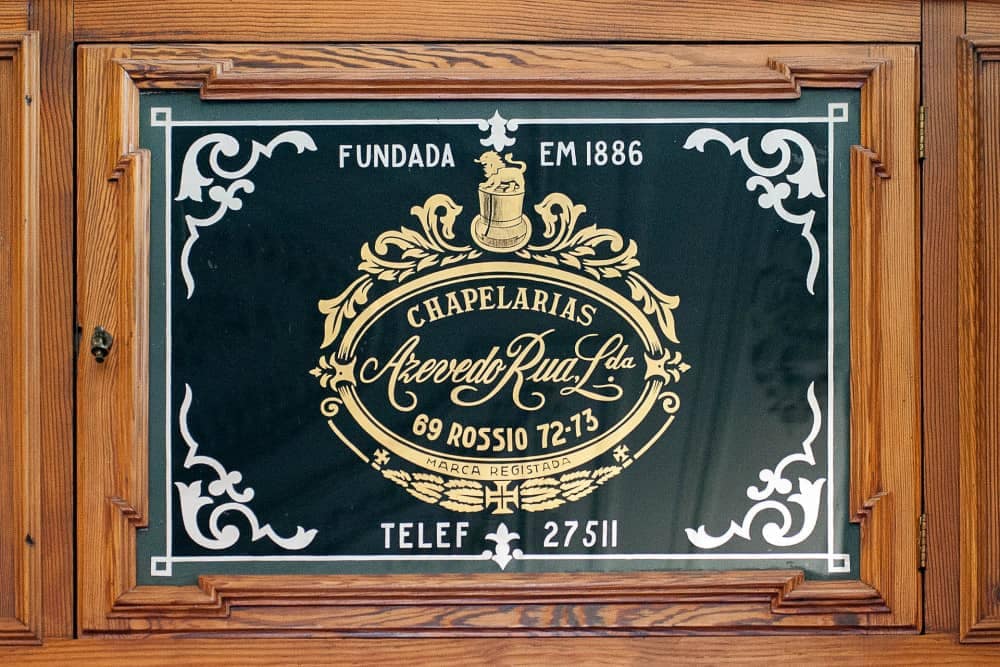 FUNDADA EM 1886
CHAPELARIAS
Azevedo Rua, L.da
69 ROSSIO 72-73
MARCA REGISTADA
TELEF 27511